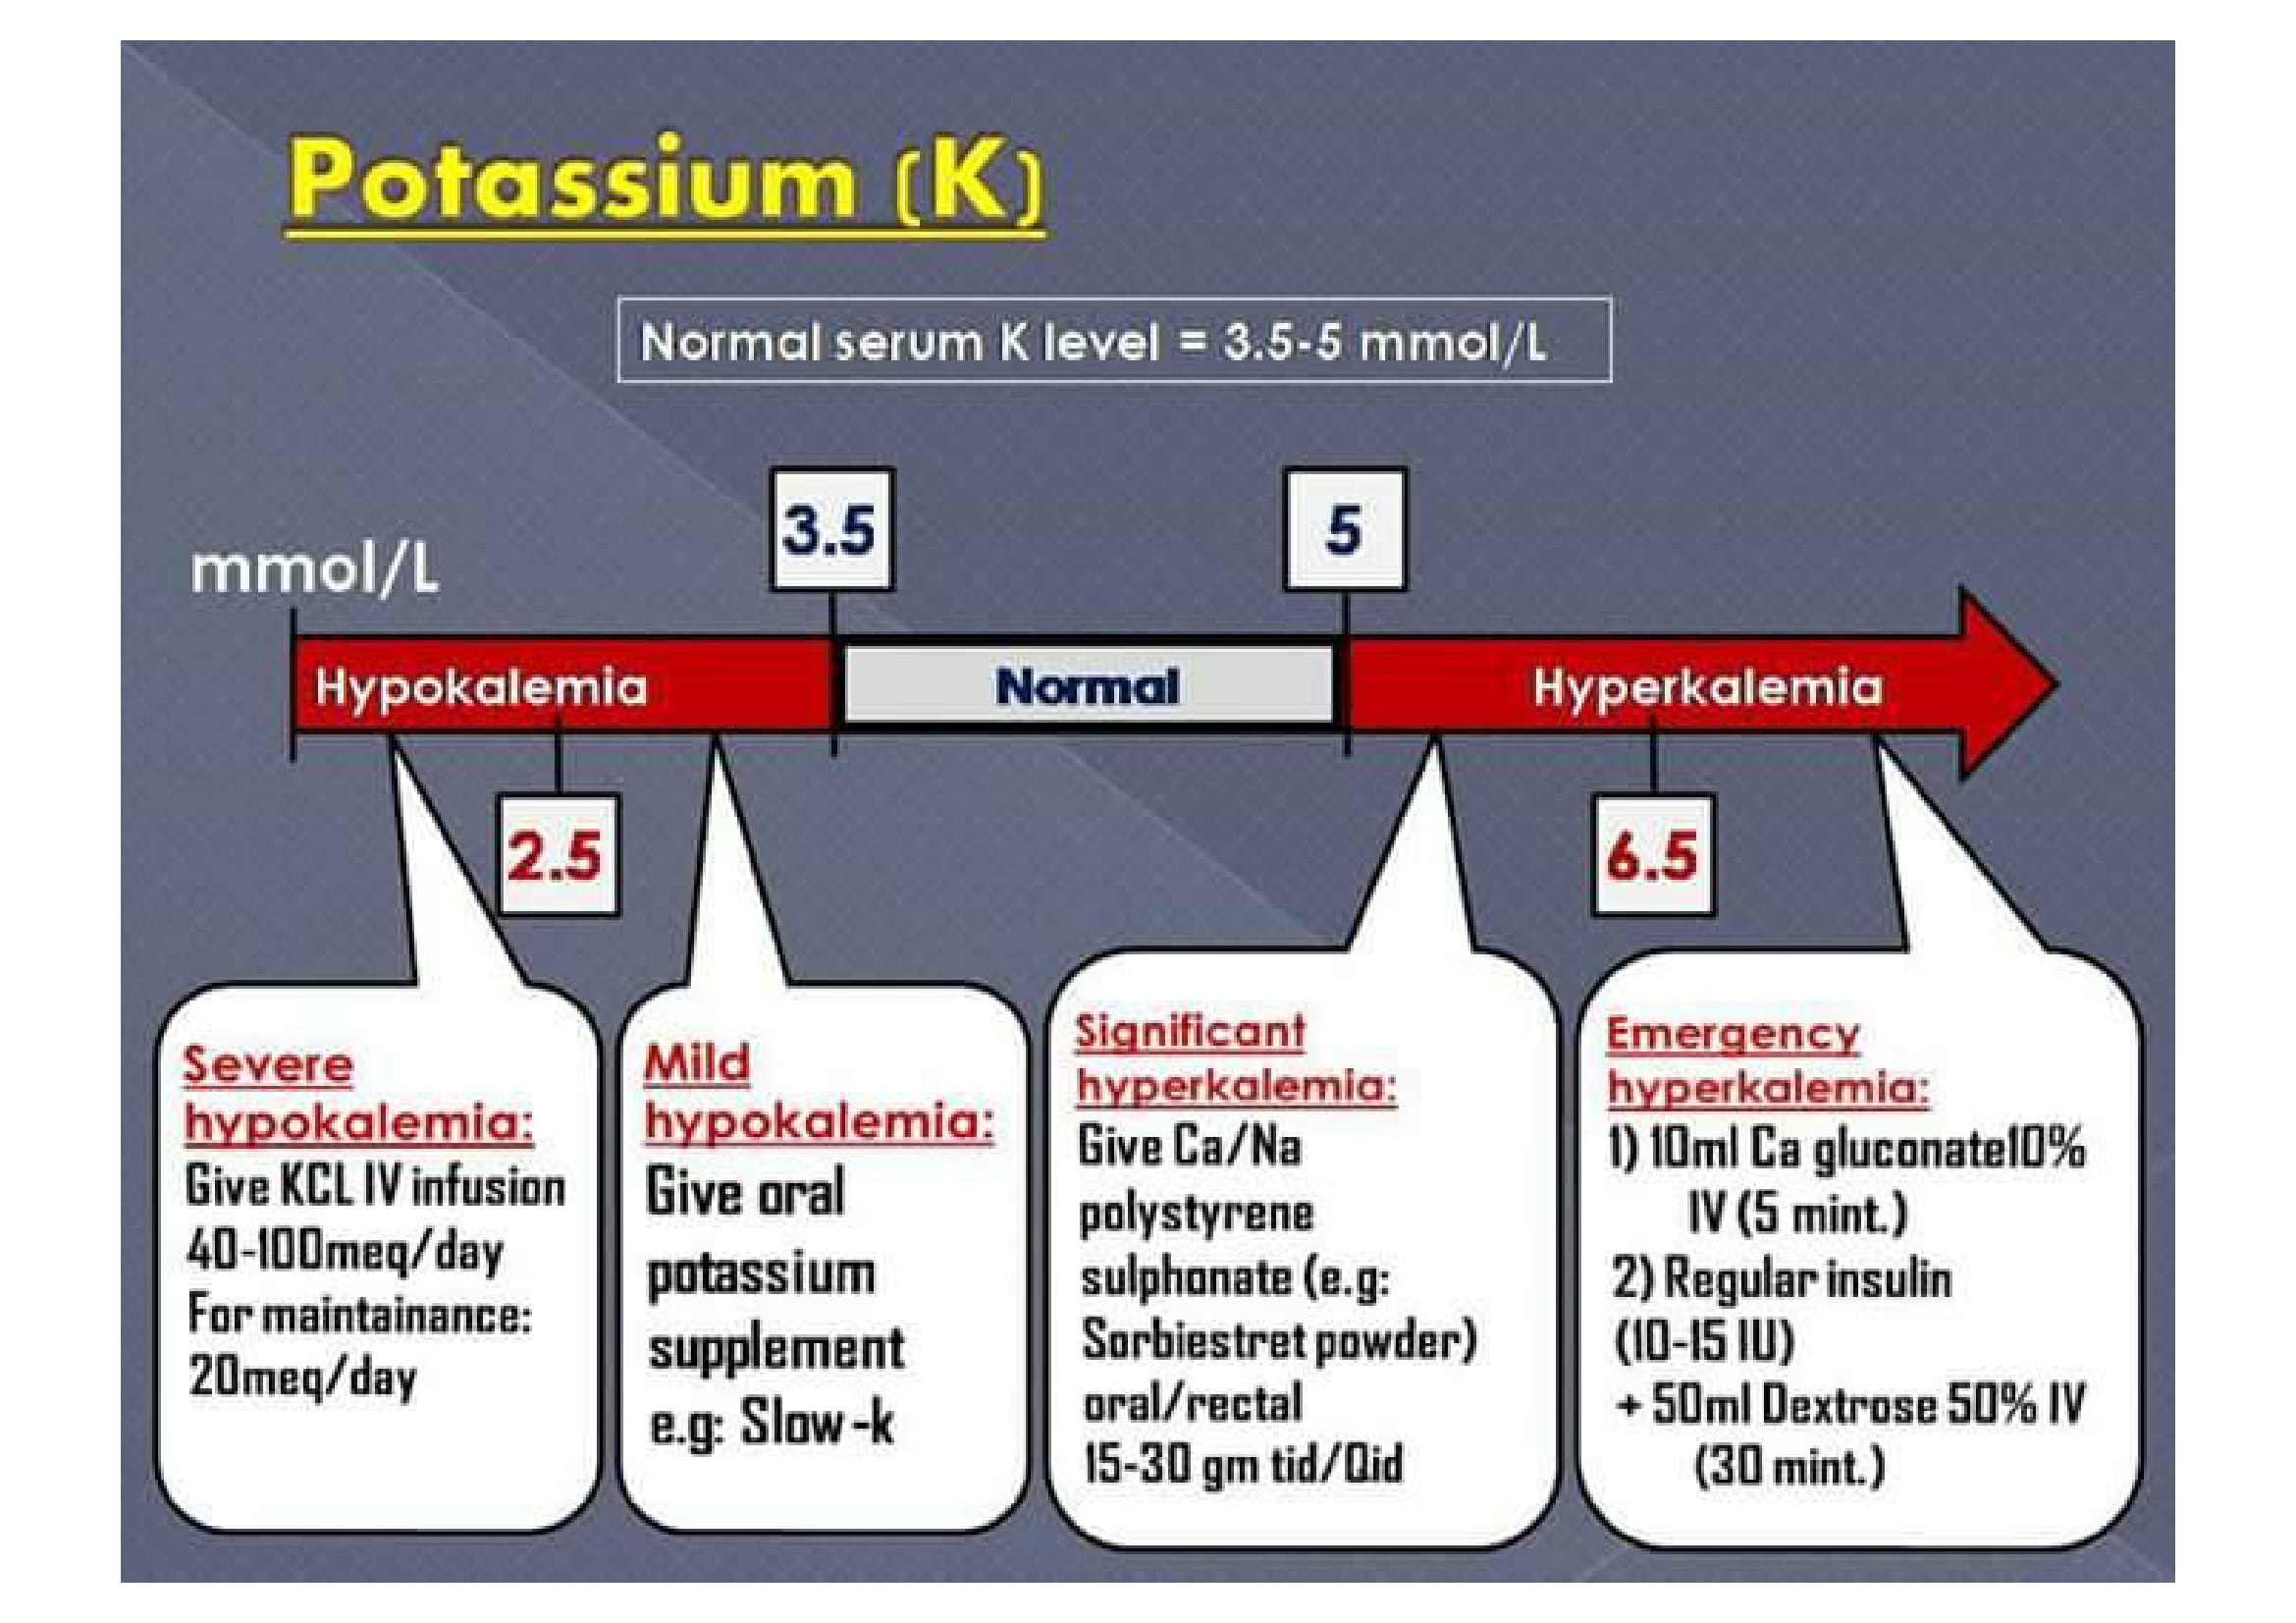 Potassium (K)
Normal serum K level = 3.5-5 mmol/L
3.5
5
mmol/L
Hypokalemia
Normal
Hyperkalemia
2.5
6.5
Severe
hypokalemia:
Give KCL IV infusion
40-100meq/day
For maintainance:
20meq/day
Mild
hypokalemia:
Give oral
potassium
supplement
e.g: Slow-k
Significant
hyperkalemia:
Give Ca/Na
polystyrene
sulphonate (e.g:
Sorbiestret powder)
oral/rectal
15-30 gm tid/Qid
Emergency
hyperkalemia:
1) 10ml Ca gluconate10%
IV (5 mint.)
2) Regular insulin
(10-15 IU)
+ 50ml Dextrose 50% IV
(30 mint.)